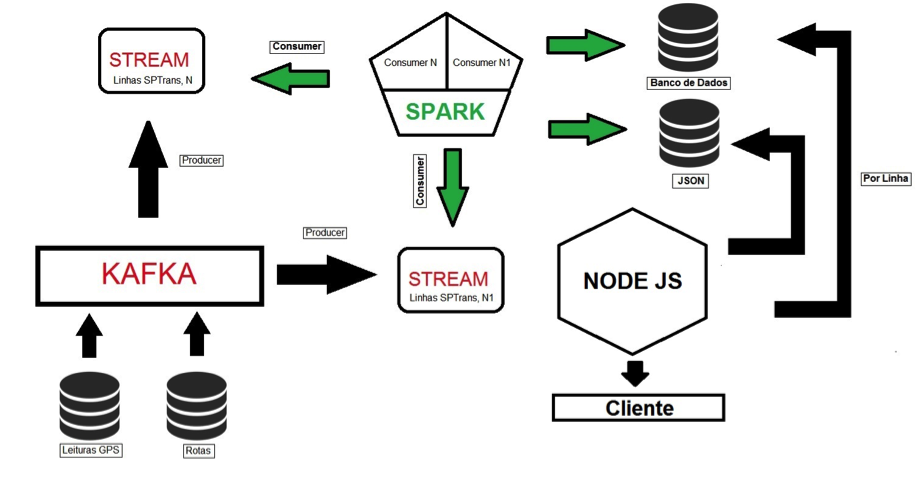 STREAM
Linhas SPTrans, N
Consumer
Consumer N
Consumer N1
SPARK
Banco de Dados
JSON
Por Linha
Producer
Consumer
Producer
KAFKA
STREAM
Linhas SPTrans, N1
NODE JS
Cliente
Leituras GPS
Rotas